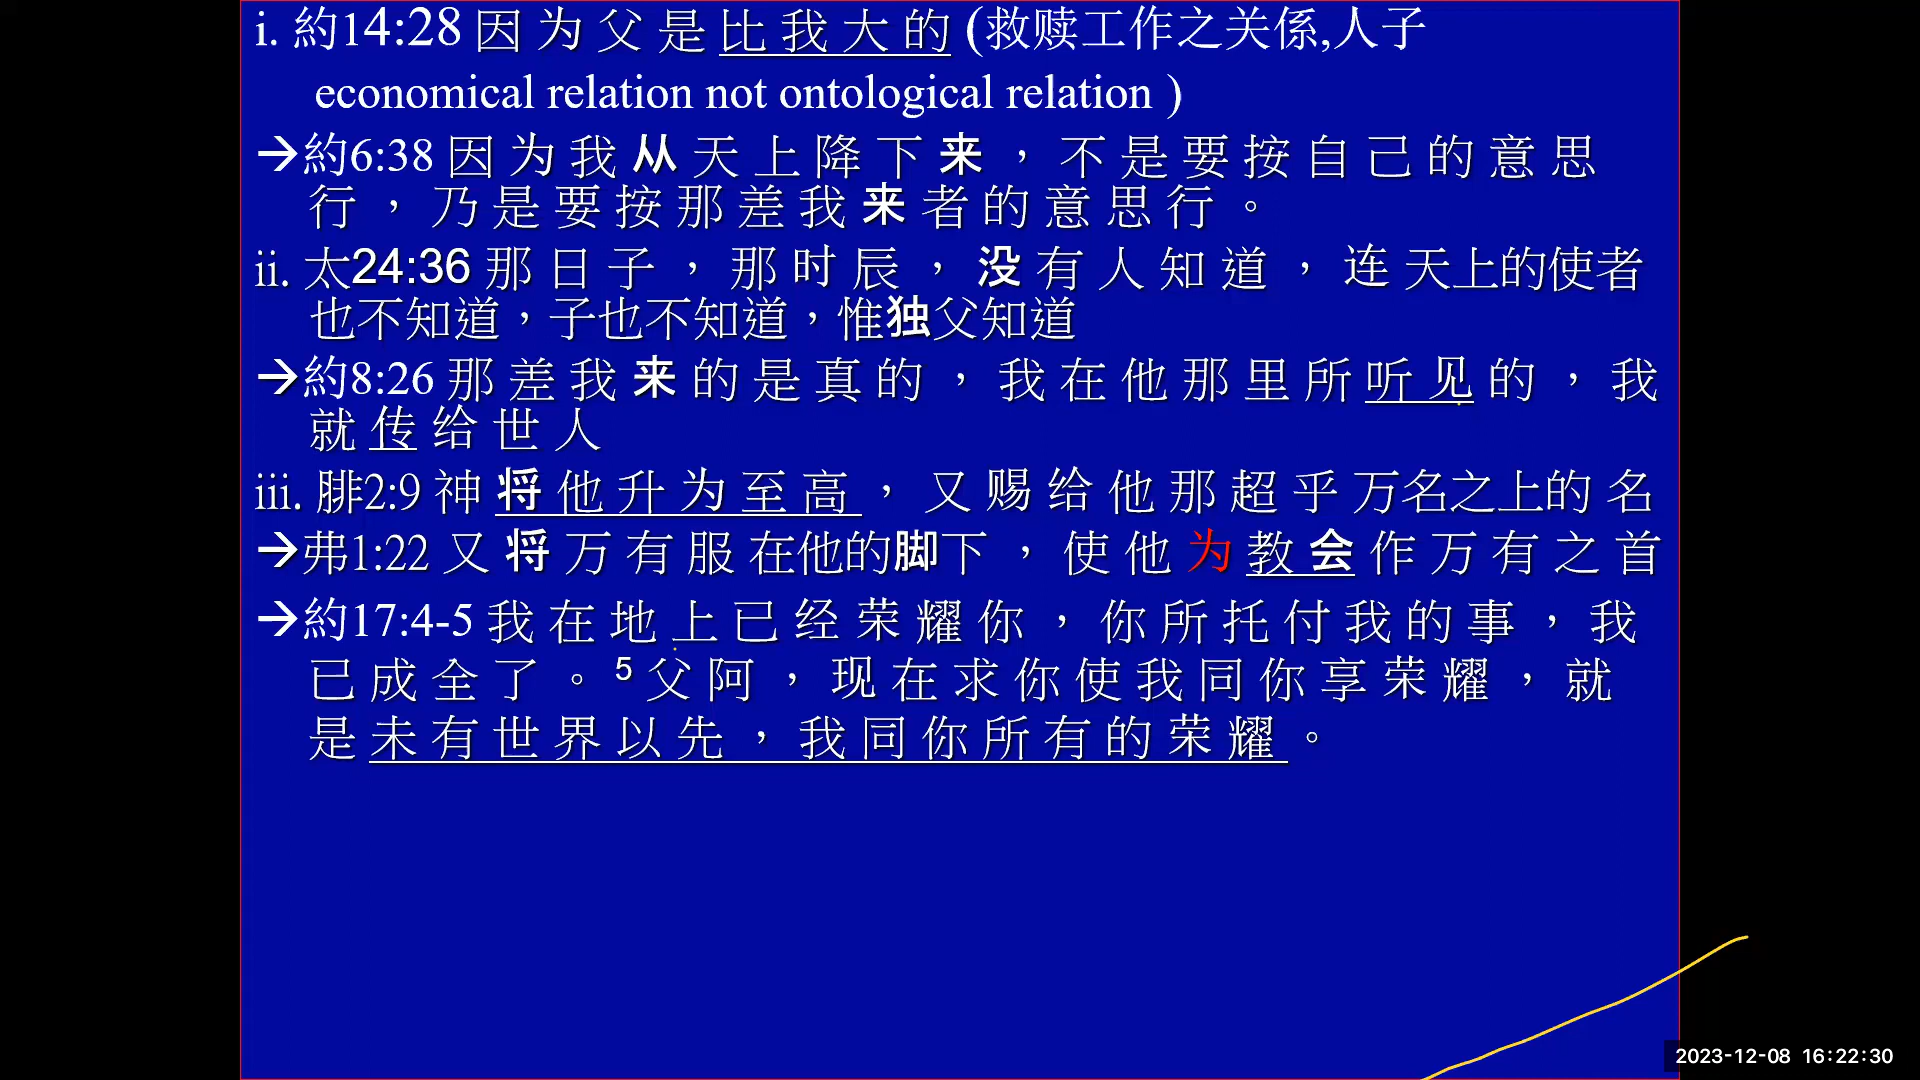 i. 約14:28 因为父是比我大的 (救赎工作之关係,人子
economical relation not ontological relation )
→約6:38 因为我从天上降下来，不是要按自己的意思
行，乃是要按那差我来者的意思行。
ii. 太24:36 那日子，那时辰，没有人知道，连天上的使者
也不知道，子也不知道，惟独父知道
→約8:26 那差我来的是真的，我在他那里所听见的，我
就传给世人
iii. 腓2:9 神将他升为至高，又赐给他那超乎万名之上的名
→弗1:22 又将万有服在他的脚下，使他为教会作万有之首
→約17:4-5 我在地上已经荣耀你，你所托付我的事，我
已成全了。5父阿，现在求你使我同你享荣耀，就
是未有世界以先，我同你所有的荣耀。
2023-12-08 16:22:30